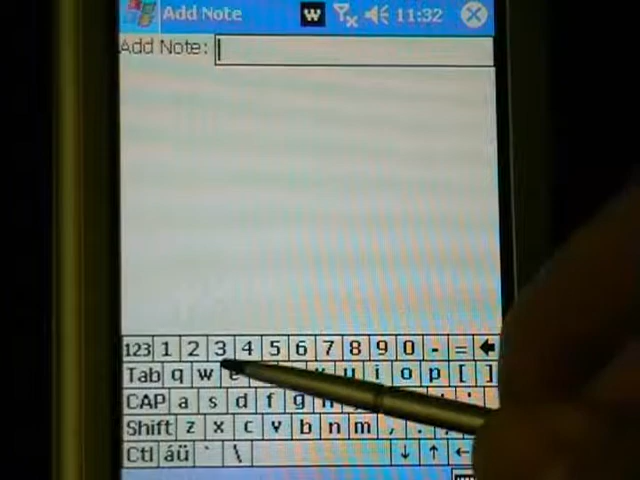 Add Note W 11:32
Add Note:
123 1 2 3 4 5 6 7 8 9 0 - =
Tab q w e u i o p [ ]
CAP a s d f g h ; '
Shift z x c v b n m , .
Ctl áü ` \